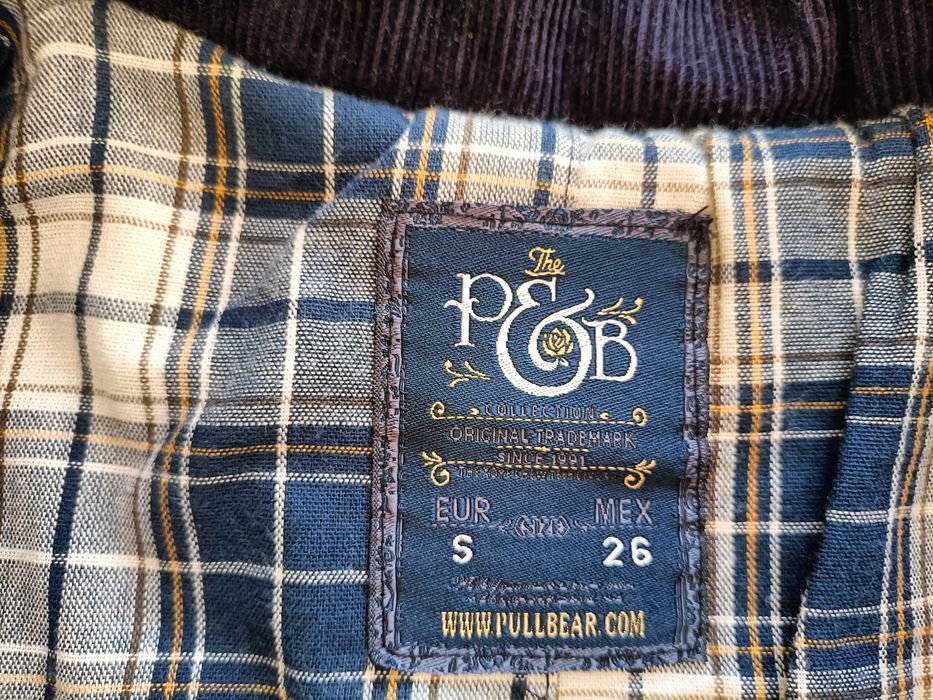 The
P&B
COLLECTION
ORIGINAL TRADEMARK
SINCE 1991
EUR MEX
S 26
WWW.PULLBEAR.COM